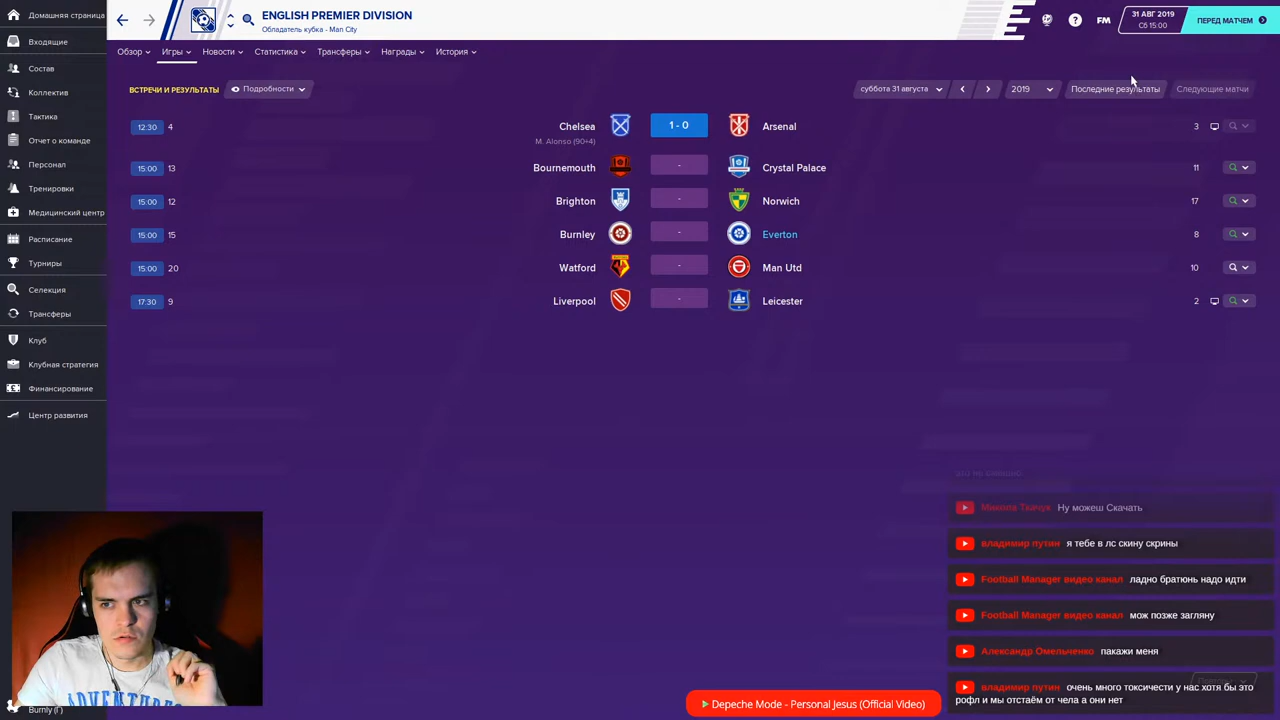 Домашняя страница
Входящие
Состав
Коллектив
Тактика
Отчет о команде
Персонал
Тренировки
Медицинский центр
Расписание
Турниры
Селекция
Трансферы
Клуб
Клубная стратегия
Финансирование
Центр развития
ENGLISH PREMIER DIVISION
Обладатель кубка - Man City
? FM 31 АВГ 2019
Сб 15:00
ПЕРЕД МАТЧЕМ
Обзор Игры Новости Статистика Трансферы Награды История
ВСТРЕЧИ И РЕЗУЛЬТАТЫ Подробности суббота 31 августа 2019 Последние результаты Следующие матчи
12:30 4 Chelsea 1 - 0 Arsenal 3
M. Alonso (90+4)
15:00 13 Bournemouth - Crystal Palace 11
15:00 12 Brighton - Norwich 17
15:00 15 Burnley - Everton 8
15:00 20 Watford - Man Utd 10
17:30 9 Liverpool - Leicester 2
Ну можеш Скачать
владимир путин я тебе в лс скину скрины
Football Manager видео канал ладно братюнь надо идти
Football Manager видео канал мож позже загляну
Александр Омельченко пакажи меня
владимир путин очень много токсичести у нас хотя бы это
рофл и мы отстаём от чела а они нет
Depeche Mode - Personal Jesus (Official Video)